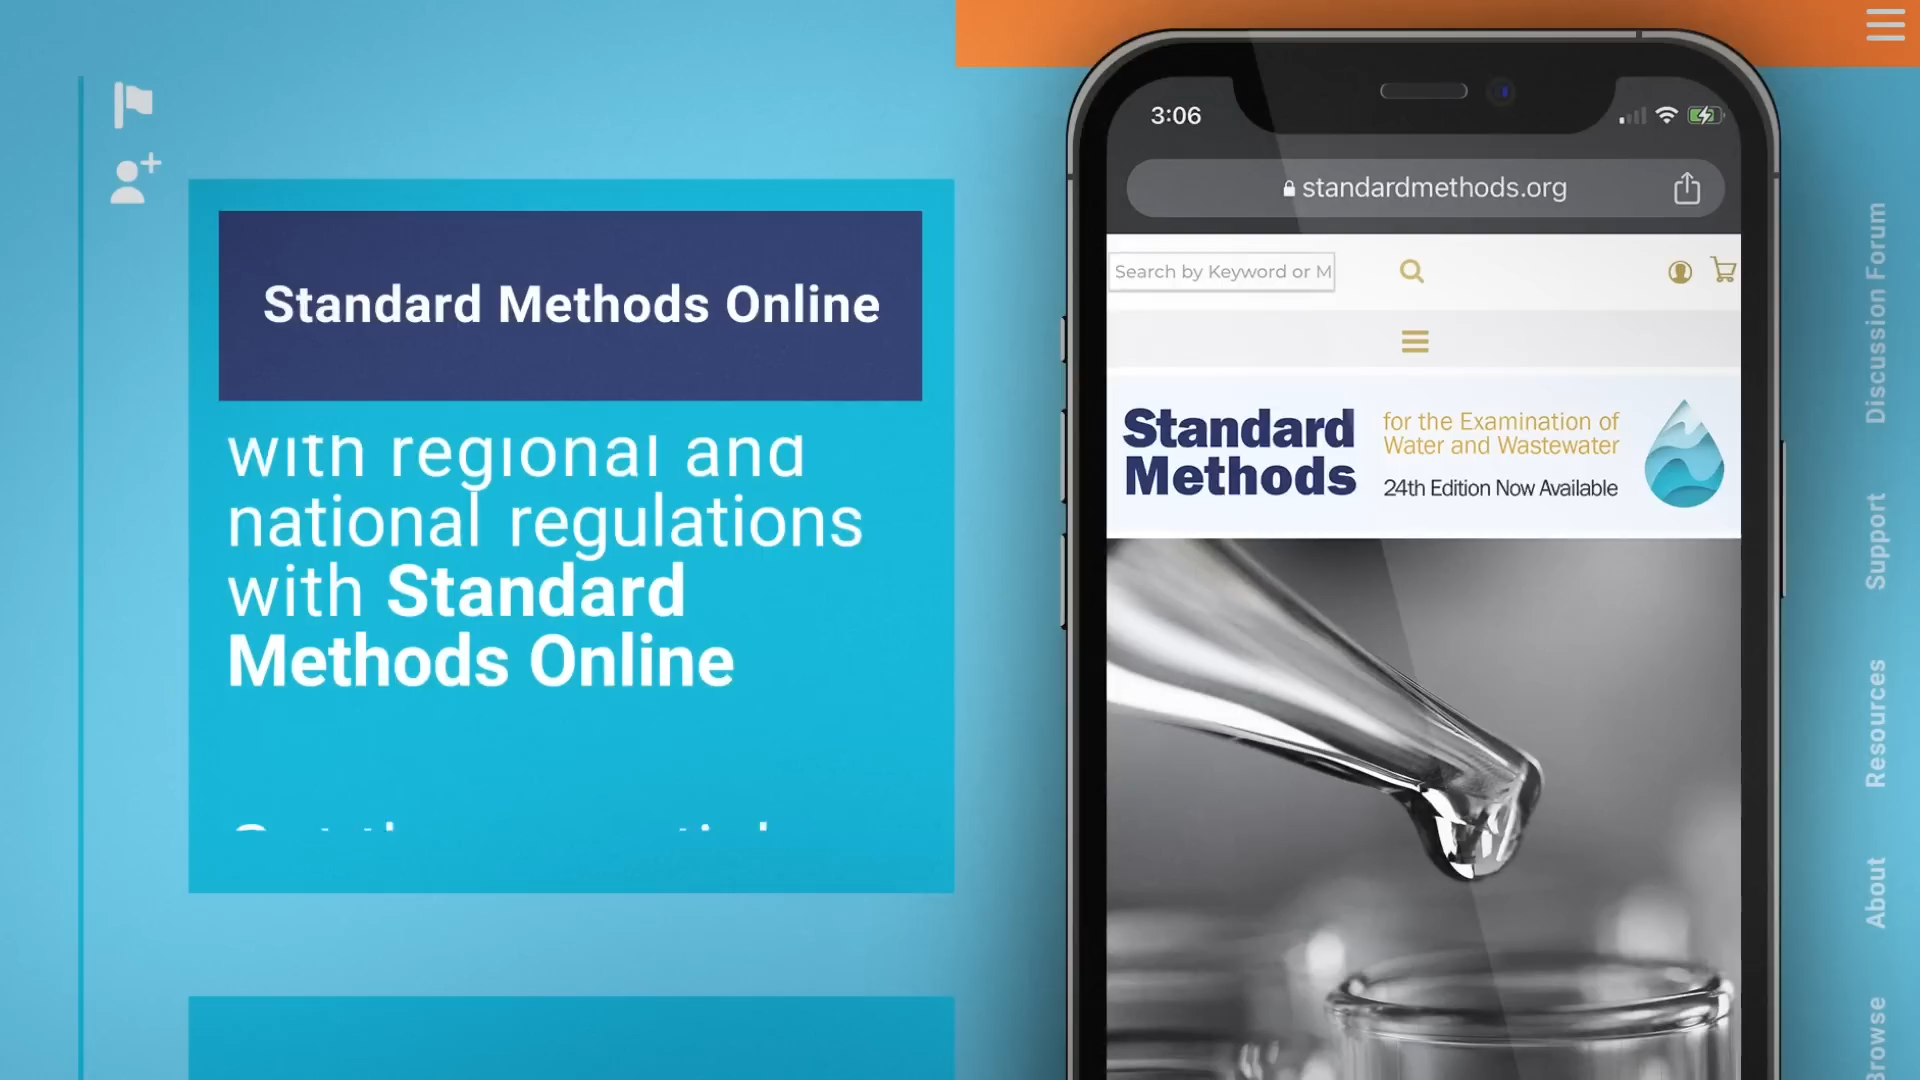 Standard Methods Online
with regional and
national regulations
with Standard
Methods Online
3:06
standardmethods.org
Search by Keyword or M
Standard
Methods
for the Examination of
Water and Wastewater
24th Edition Now Available
Discussion Forum
Support
Resources
About
Browse